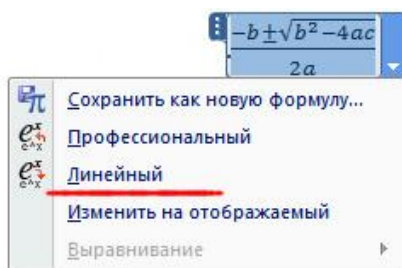 −b±√b²−4ac
2a
Сохранить как новую формулу...
Профессиональный
Линейный
Изменить на отображаемый
Выравнивание